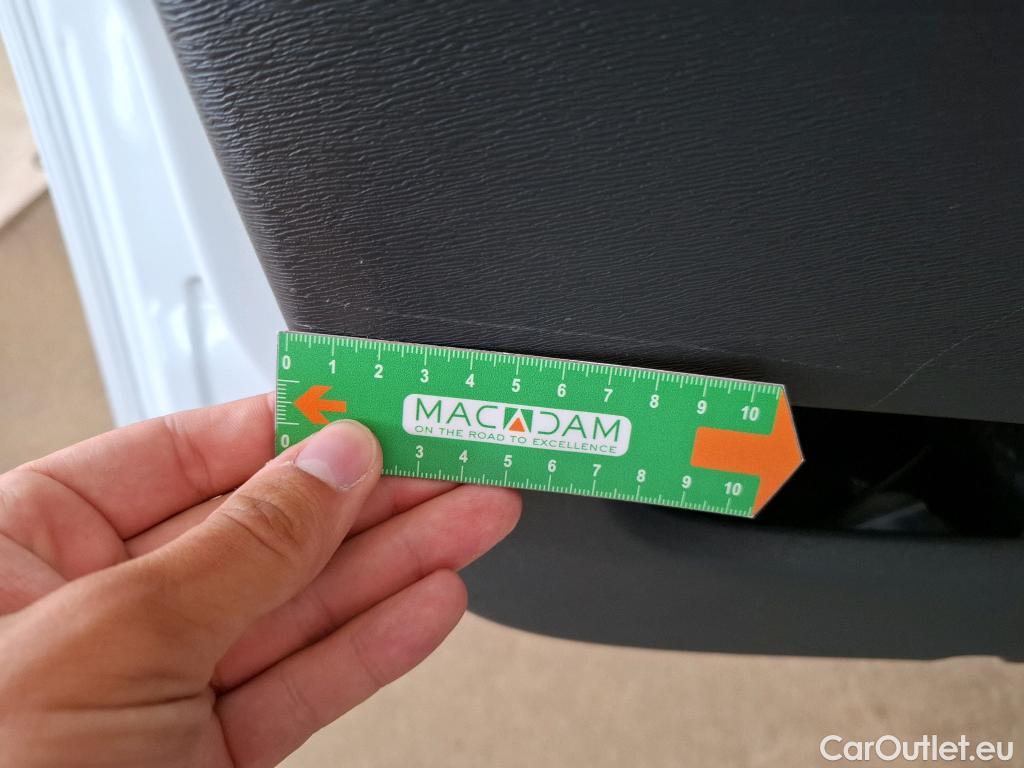 0 1 2 3 4 5 6 7 8 9 10
MACADAM
ON THE ROAD TO EXCELLENCE
0 3 4 5 6 7 8 9 10
CarOutlet.eu